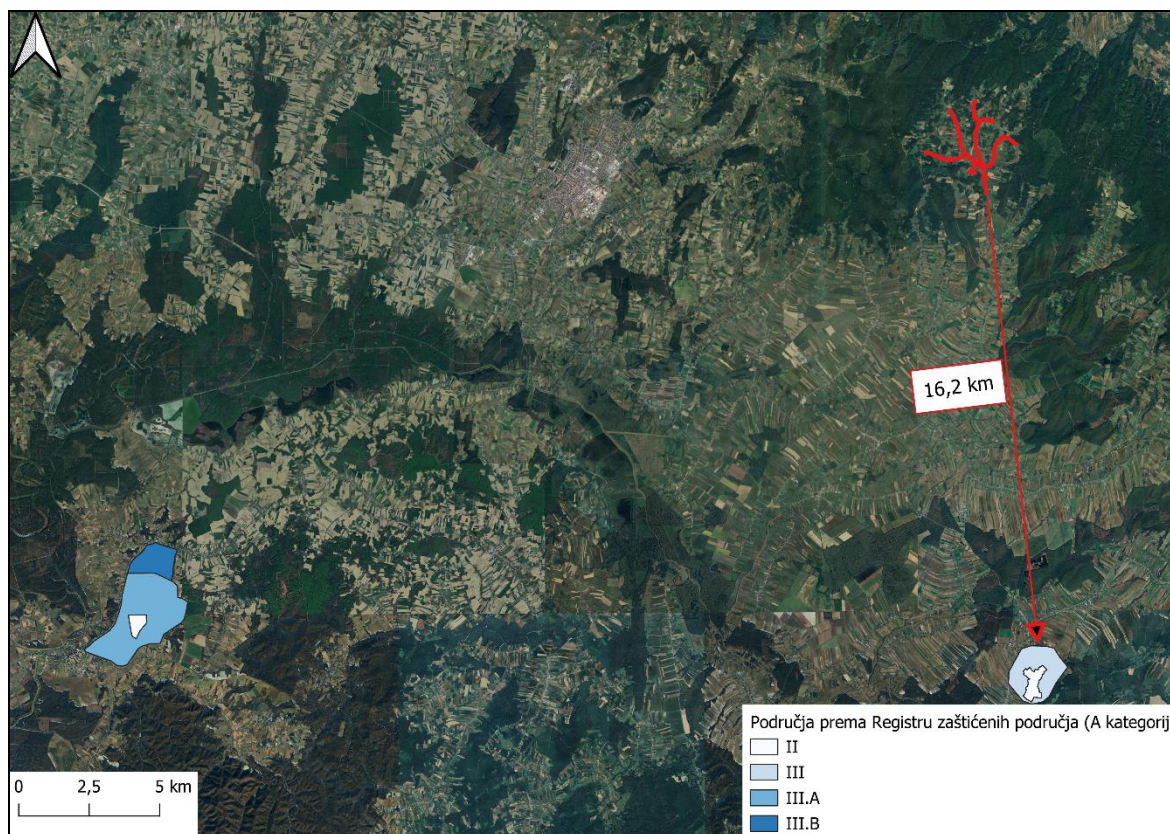 16,2 km
Područja prema Registru zaštićenih područja (A kategorij
II
III
III.A
III.B
0 2,5 5 km